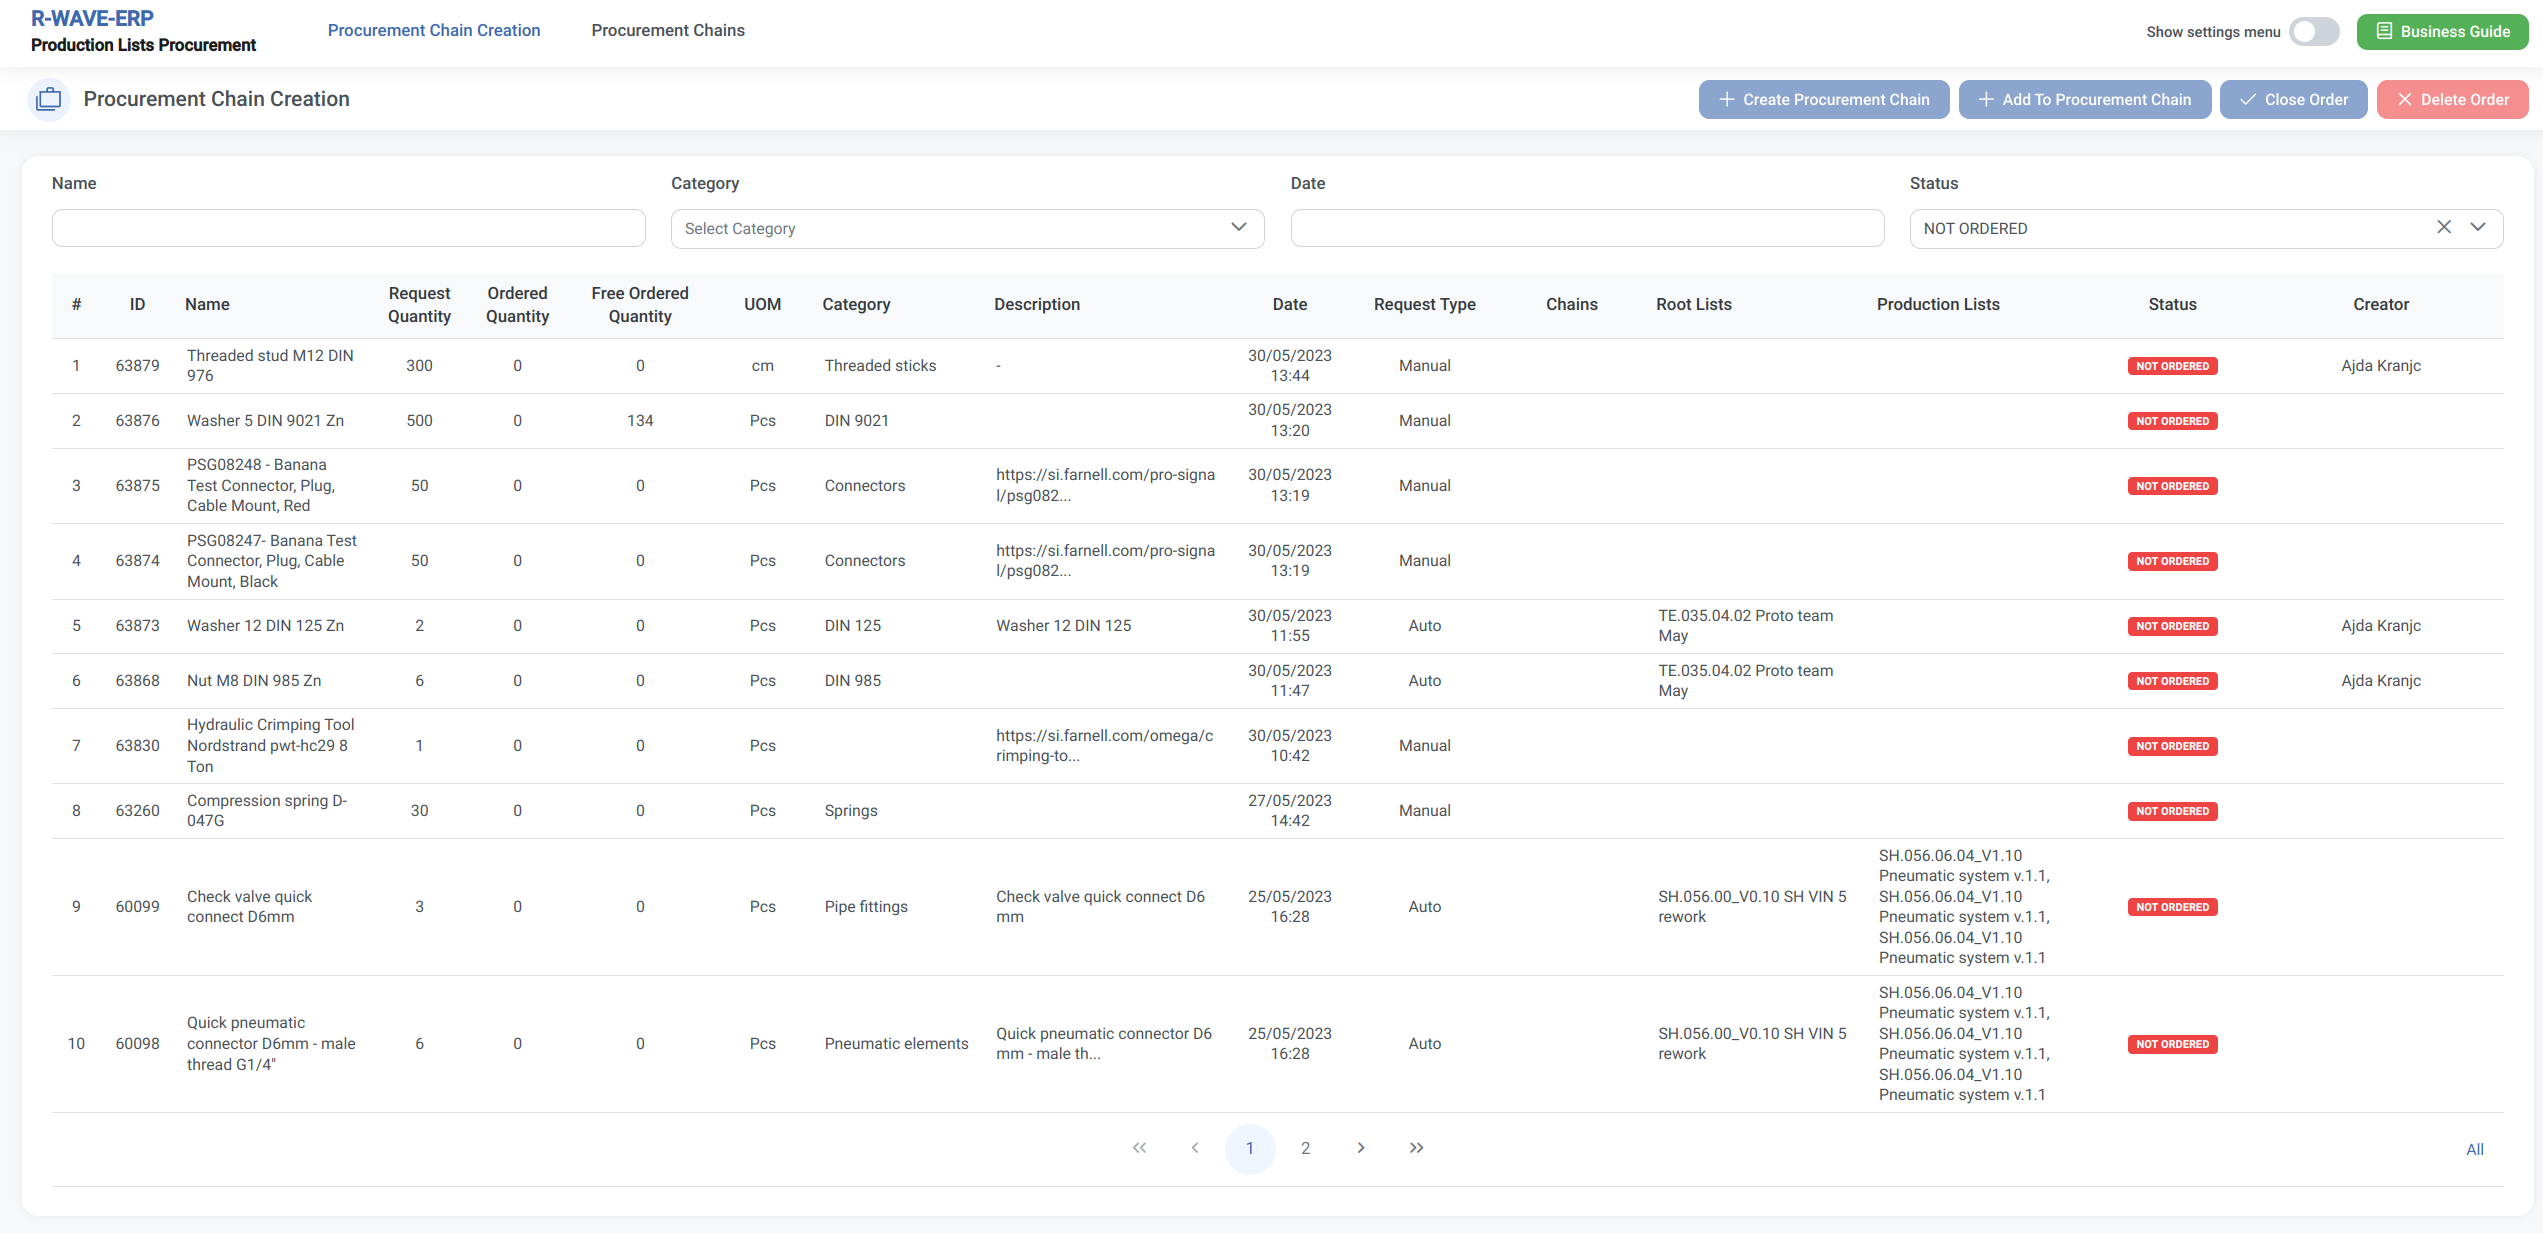 R-WAVE-ERP
Production Lists Procurement
Procurement Chain Creation
Procurement Chains
Show settings menu
Business Guide
Procurement Chain Creation
Create Procurement Chain
Add To Procurement Chain
Close Order
Delete Order
Name
Category
Date
Status
Select Category
NOT ORDERED
# ID Name Request Quantity Ordered Quantity Free Ordered Quantity UOM Category Description Date Request Type Chains Root Lists Production Lists Status Creator
1 63879 Threaded stud M12 DIN 976 300 0 0 cm Threaded sticks - 30/05/2023 13:44 Manual NOT ORDERED Ajda Kranjc
2 63876 Washer 5 DIN 9021 Zn 500 0 134 Pcs DIN 9021 30/05/2023 13:20 Manual NOT ORDERED
3 63875 PSG08248 - Banana Test Connector, Plug, Cable Mount, Red 50 0 0 Pcs Connectors https://si.farnell.com/pro-signal/psg082... 30/05/2023 13:19 Manual NOT ORDERED
4 63874 PSG08247- Banana Test Connector, Plug, Cable Mount, Black 50 0 0 Pcs Connectors https://si.farnell.com/pro-signal/psg082... 30/05/2023 13:19 Manual NOT ORDERED
5 63873 Washer 12 DIN 125 Zn 2 0 0 Pcs DIN 125 Washer 12 DIN 125 30/05/2023 11:55 Auto TE.035.04.02 Proto team May NOT ORDERED Ajda Kranjc
6 63868 Nut M8 DIN 985 Zn 6 0 0 Pcs DIN 985 30/05/2023 11:47 Auto TE.035.04.02 Proto team May NOT ORDERED Ajda Kranjc
7 63830 Hydraulic Crimping Tool Nordstrand pwt-hc29 8 Ton 1 0 0 Pcs https://si.farnell.com/omega/crimping-to... 30/05/2023 10:42 Manual NOT ORDERED
8 63260 Compression spring D-047G 30 0 0 Pcs Springs 27/05/2023 14:42 Manual NOT ORDERED
9 60099 Check valve quick connect D6mm 3 0 0 Pcs Pipe fittings Check valve quick connect D6 mm 25/05/2023 16:28 Auto SH.056.00_V0.10 SH VIN 5 rework SH.056.06.04_V1.10 Pneumatic system v.1.1, SH.056.06.04_V1.10 Pneumatic system v.1.1, SH.056.06.04_V1.10 Pneumatic system v.1.1 NOT ORDERED
10 60098 Quick pneumatic connector D6mm - male thread G1/4" 6 0 0 Pcs Pneumatic elements Quick pneumatic connector D6 mm - male th... 25/05/2023 16:28 Auto SH.056.00_V0.10 SH VIN 5 rework SH.056.06.04_V1.10 Pneumatic system v.1.1, SH.056.06.04_V1.10 Pneumatic system v.1.1, SH.056.06.04_V1.10 Pneumatic system v.1.1 NOT ORDERED
1 2
All